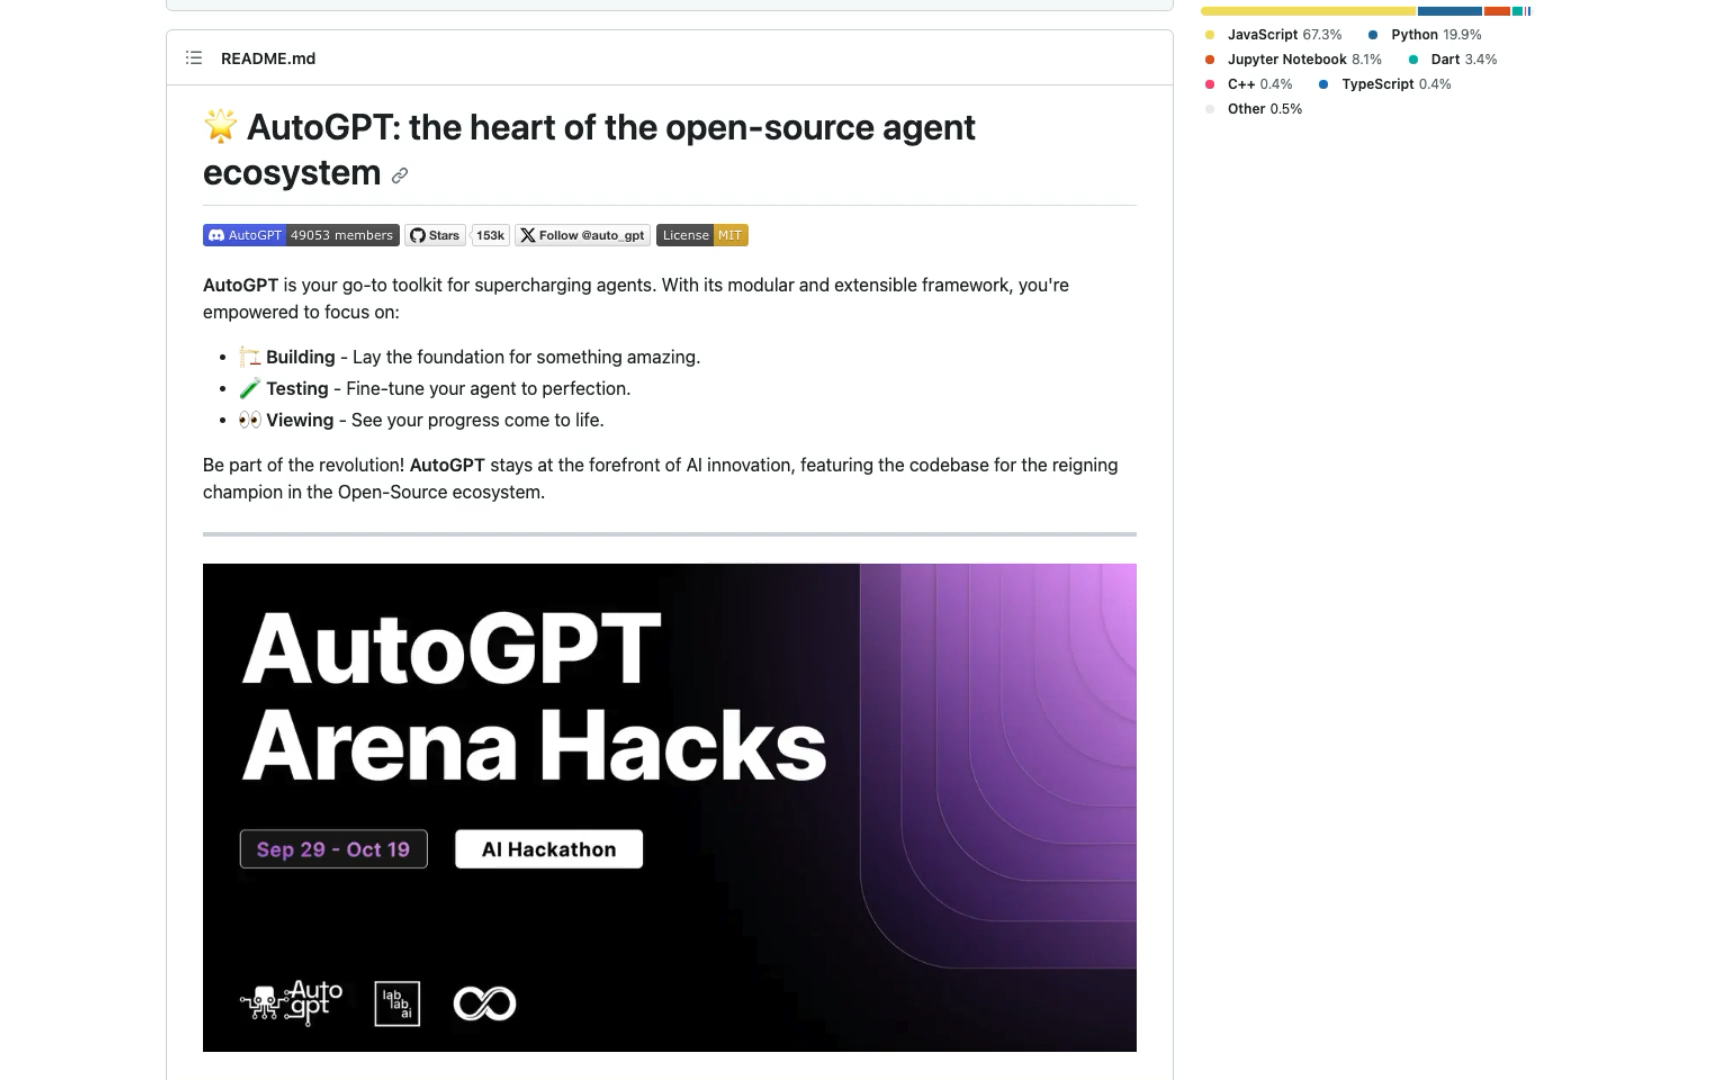 README.md
🌟 AutoGPT: the heart of the open-source agent
ecosystem
AutoGPT 49053 members Stars 153k Follow @auto_gpt License MIT
AutoGPT is your go-to toolkit for supercharging agents. With its modular and extensible framework, you're
empowered to focus on:
• 🏗️ Building - Lay the foundation for something amazing.
• 🧪 Testing - Fine-tune your agent to perfection.
• 👀 Viewing - See your progress come to life.
Be part of the revolution! AutoGPT stays at the forefront of AI innovation, featuring the codebase for the reigning
champion in the Open-Source ecosystem.
AutoGPT
Arena Hacks
Sep 29 - Oct 19 AI Hackathon
Auto
gpt
lab
lab
ai
JavaScript 67.3% Python 19.9%
Jupyter Notebook 8.1% Dart 3.4%
C++ 0.4% TypeScript 0.4%
Other 0.5%